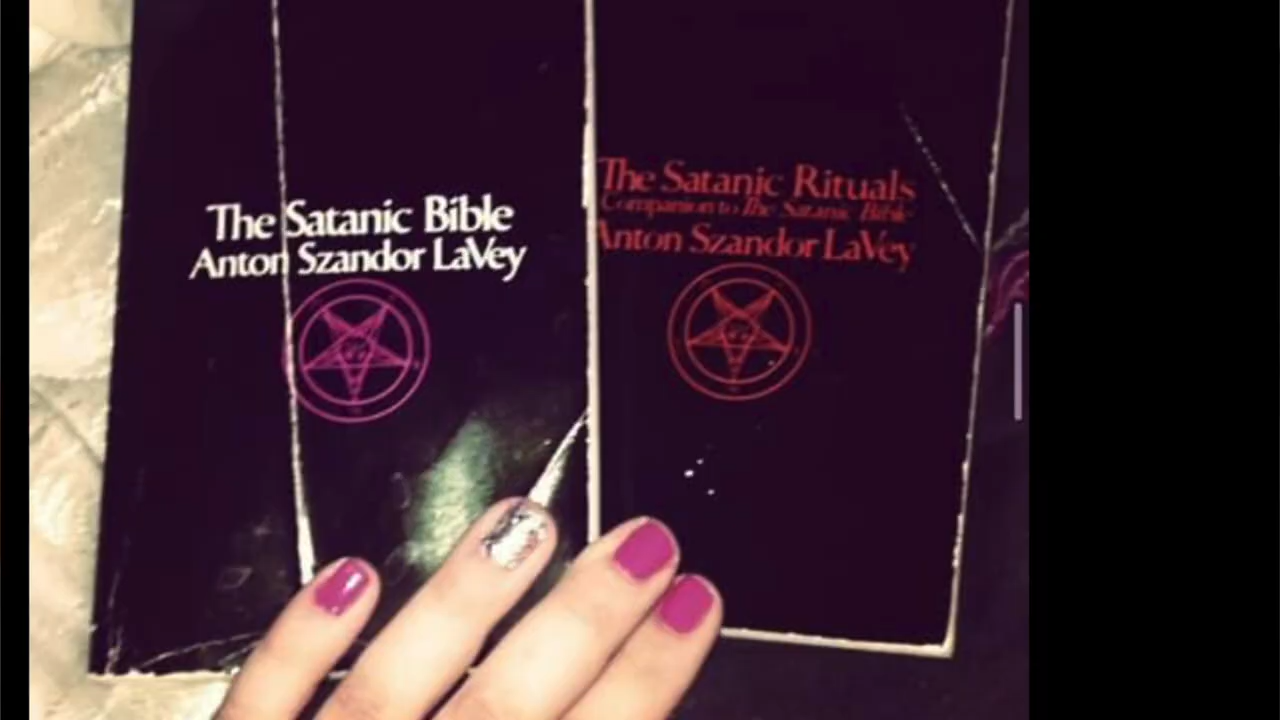 The Satanic Bible
Anton Szandor LaVey
The Satanic Rituals
Companion to The Satanic Bible
Anton Szandor LaVey